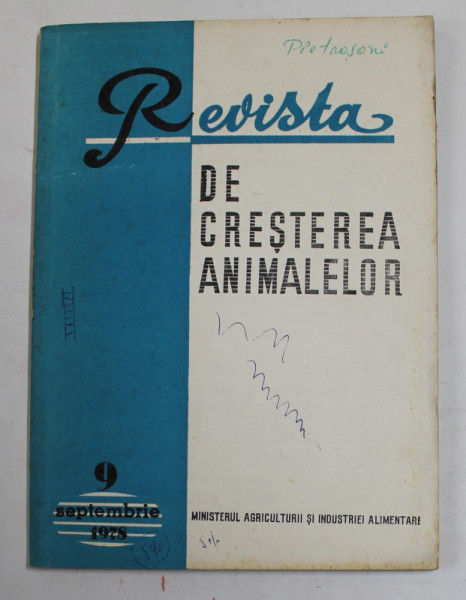 Pietroșani
Revista
DE
CREȘTEREA
ANIMALELOR
9
septembrie
1978
MINISTERUL AGRICULTURII ȘI INDUSTRIEI ALIMENTARE